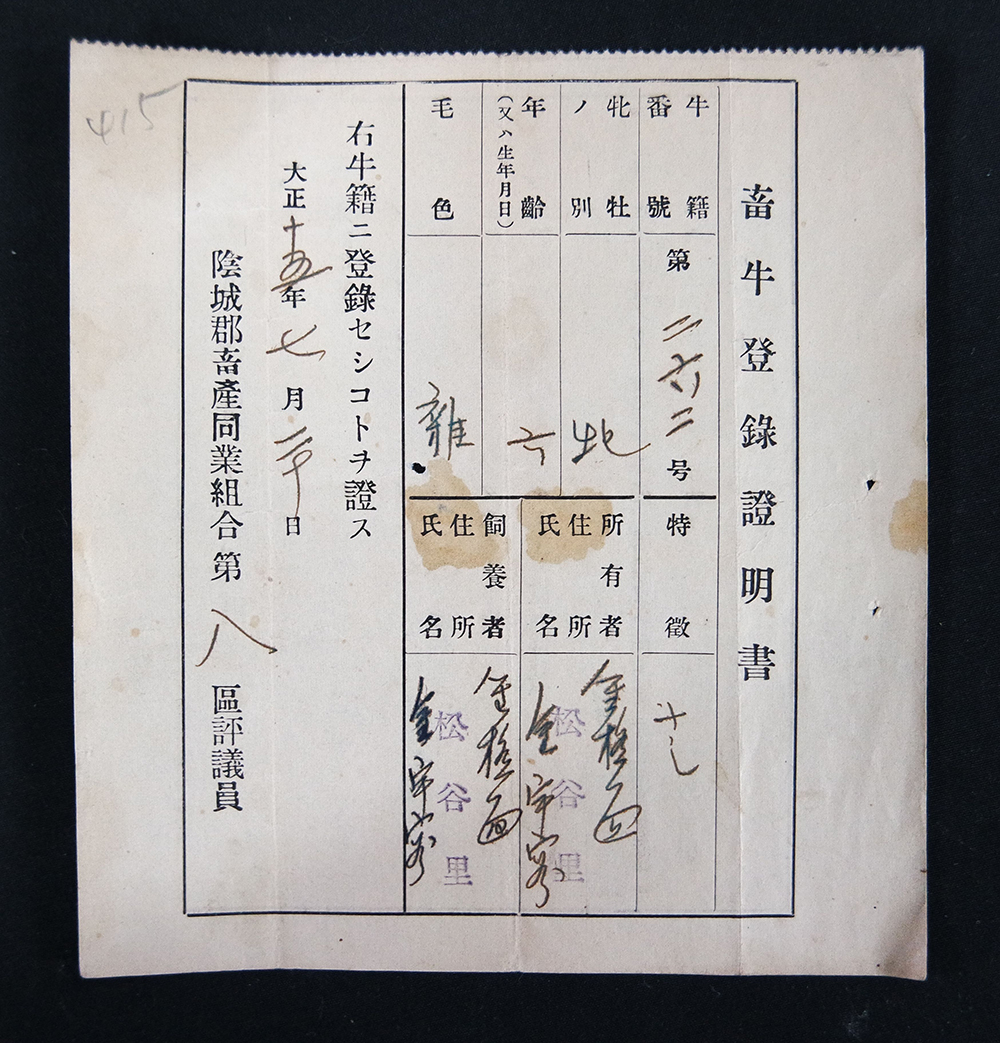 畜牛登錄證明書
牛籍番號 第二六二号
特徵 ナシ
牝牡ノ別 牝
年齡(又ハ生年月日) 六
所有者住所氏名 金 松谷里
毛色 雜
飼養者住所氏名 金 松谷里
右牛籍ニ登錄セシコトヲ證ス
大正十五年七月二十日
陰城郡畜產同業組合第八區評議員
415